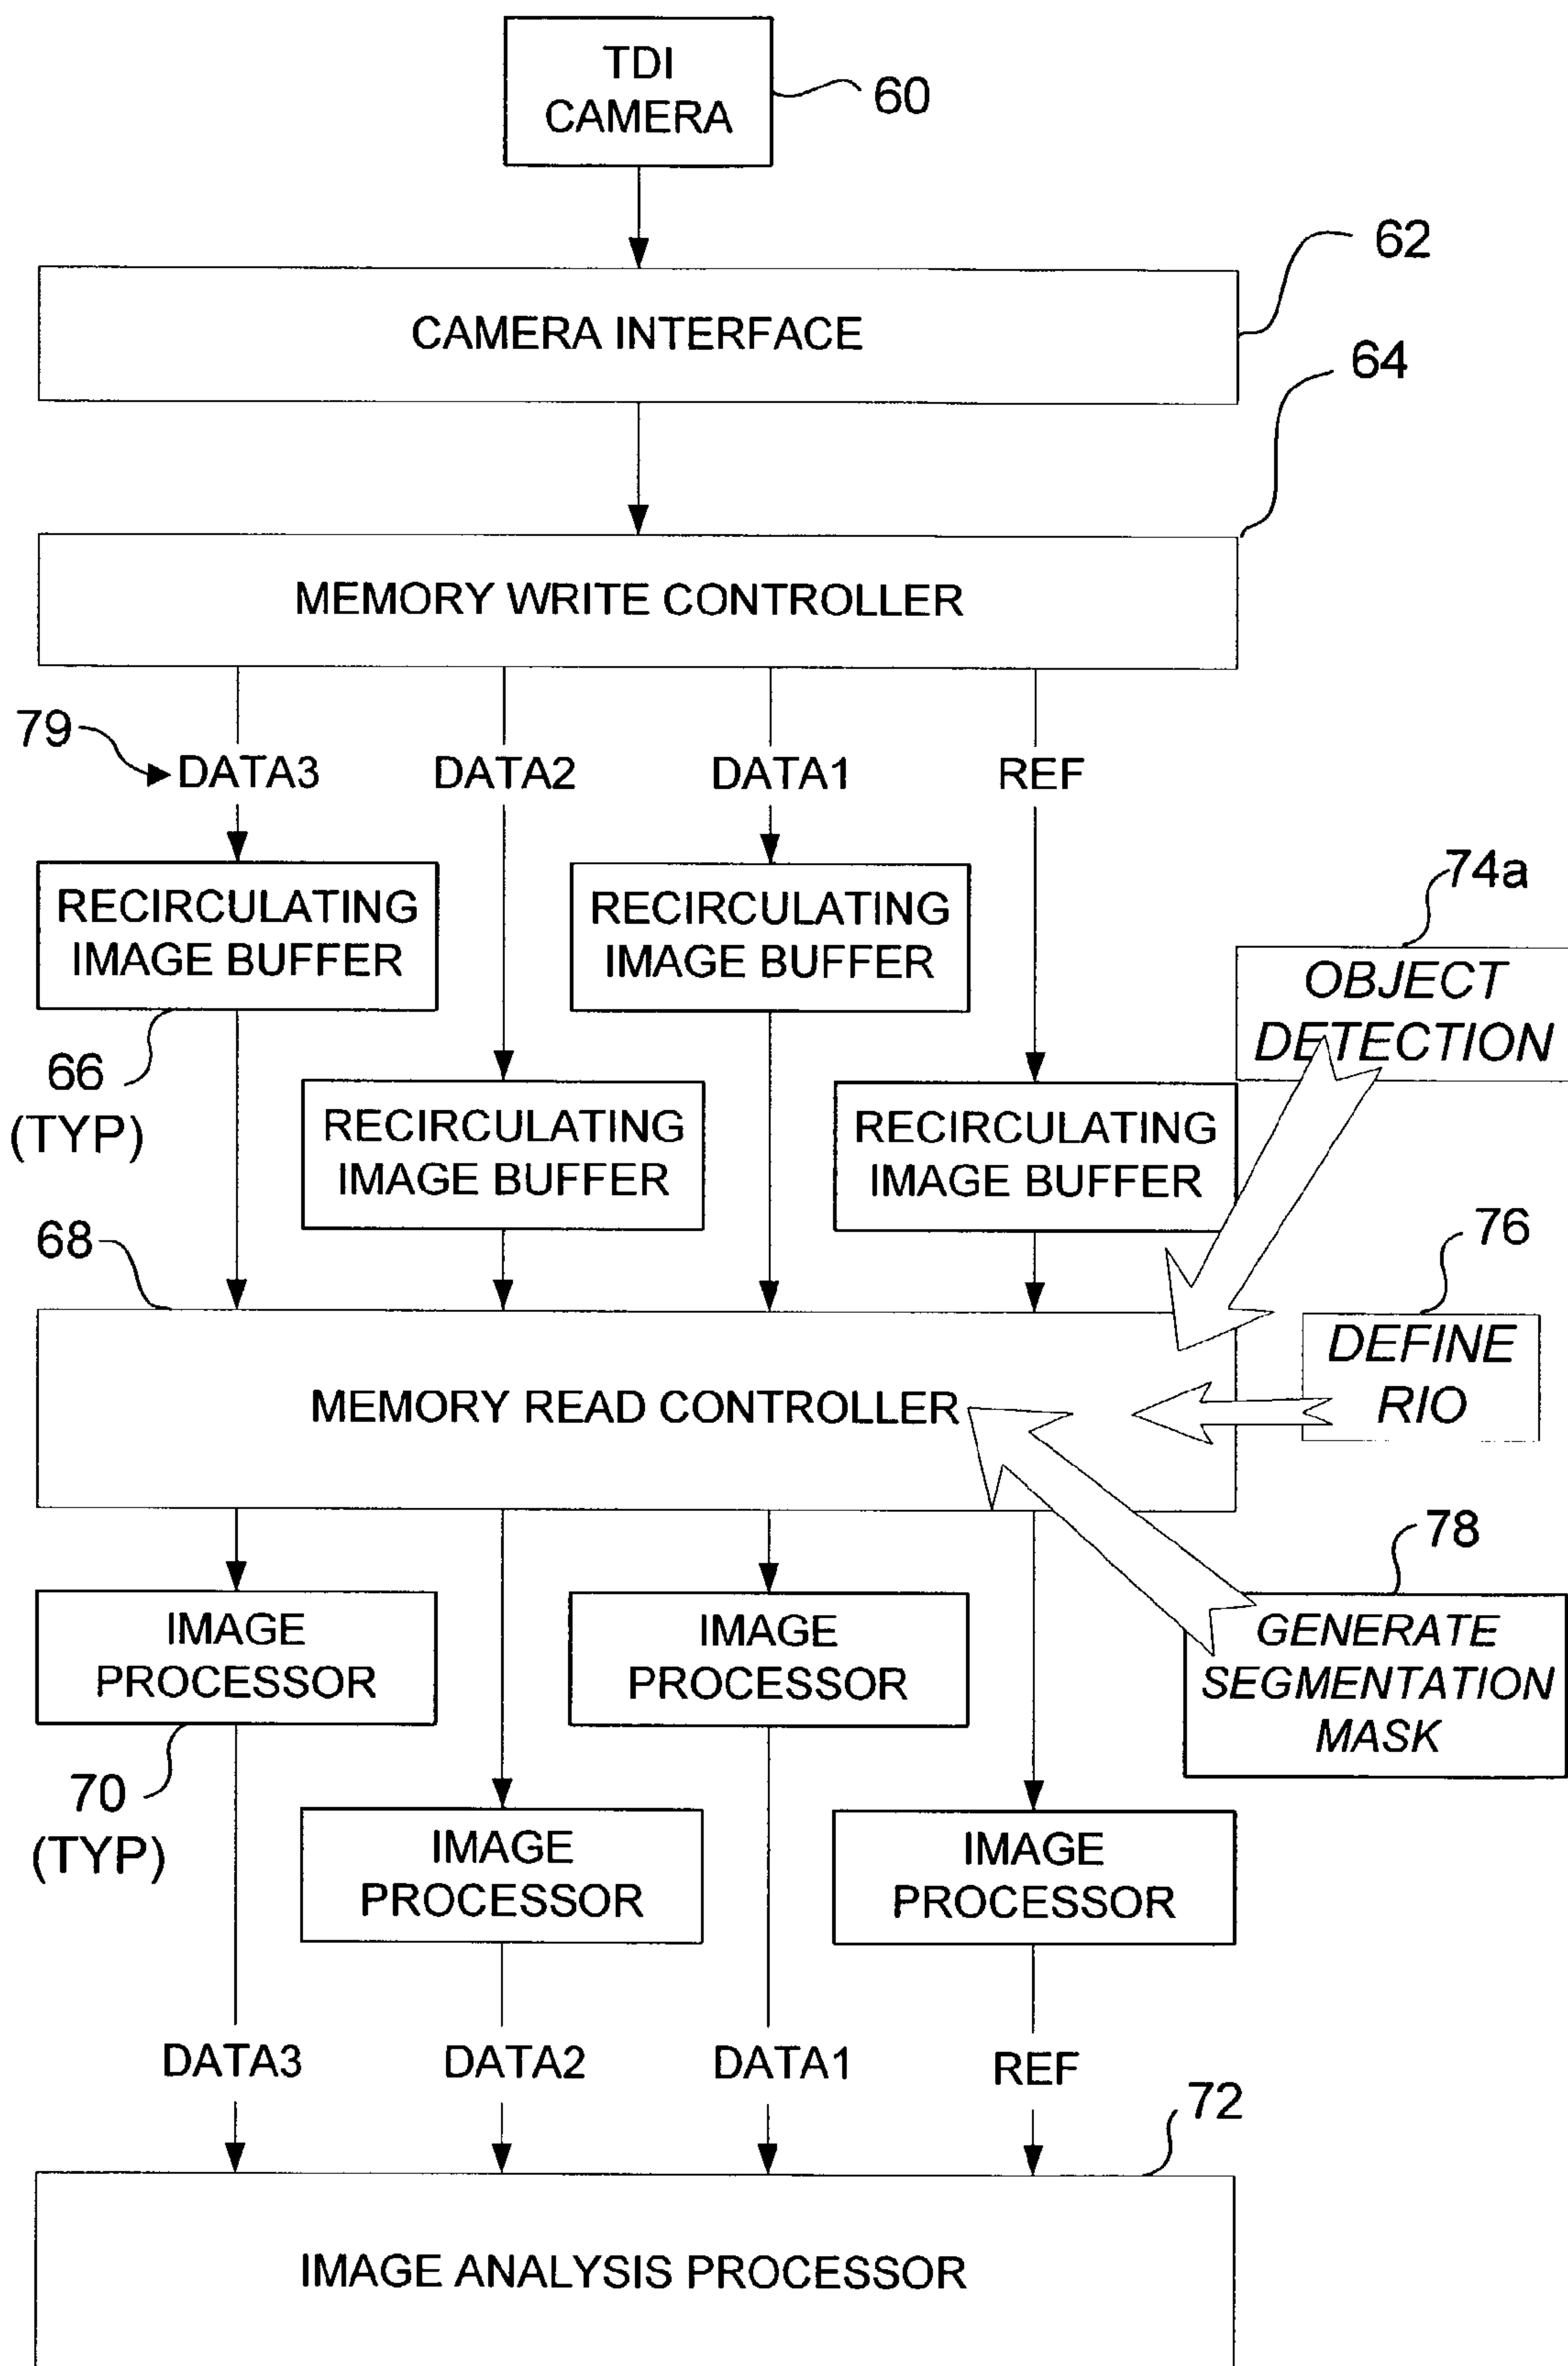 TDI
CAMERA
60
62
CAMERA INTERFACE
64
MEMORY WRITE CONTROLLER
79
DATA3
DATA2
DATA1
REF
74a
RECIRCULATING
IMAGE BUFFER
RECIRCULATING
IMAGE BUFFER
OBJECT
DETECTION
66
(TYP)
RECIRCULATING
IMAGE BUFFER
RECIRCULATING
IMAGE BUFFER
68
76
DEFINE
RIO
MEMORY READ CONTROLLER
78
IMAGE
PROCESSOR
IMAGE
PROCESSOR
GENERATE
SEGMENTATION
MASK
70
(TYP)
IMAGE
PROCESSOR
IMAGE
PROCESSOR
DATA3
DATA2
DATA1
REF
72
IMAGE ANALYSIS PROCESSOR